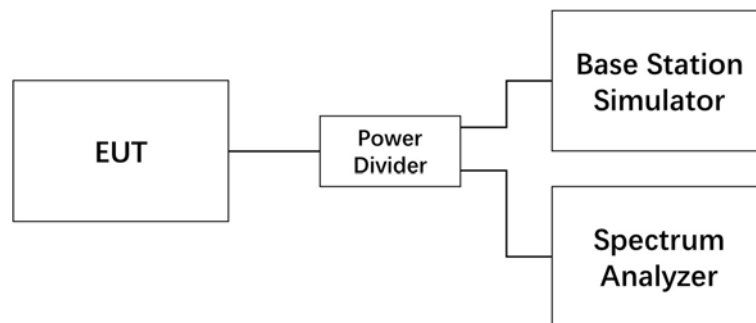 EUT
Power
Divider
Base Station
Simulator
Spectrum
Analyzer